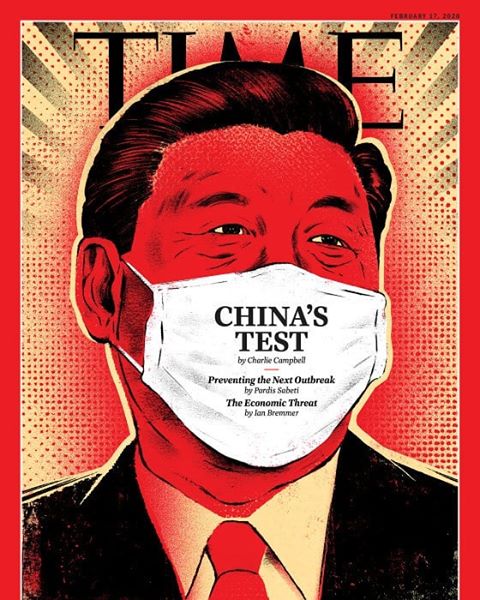 FEBRUARY 17, 2020
TIME
CHINA'S
TEST
by Charlie Campbell
Preventing the Next Outbreak
by Pardis Sabeti
The Economic Threat
by Ian Bremmer